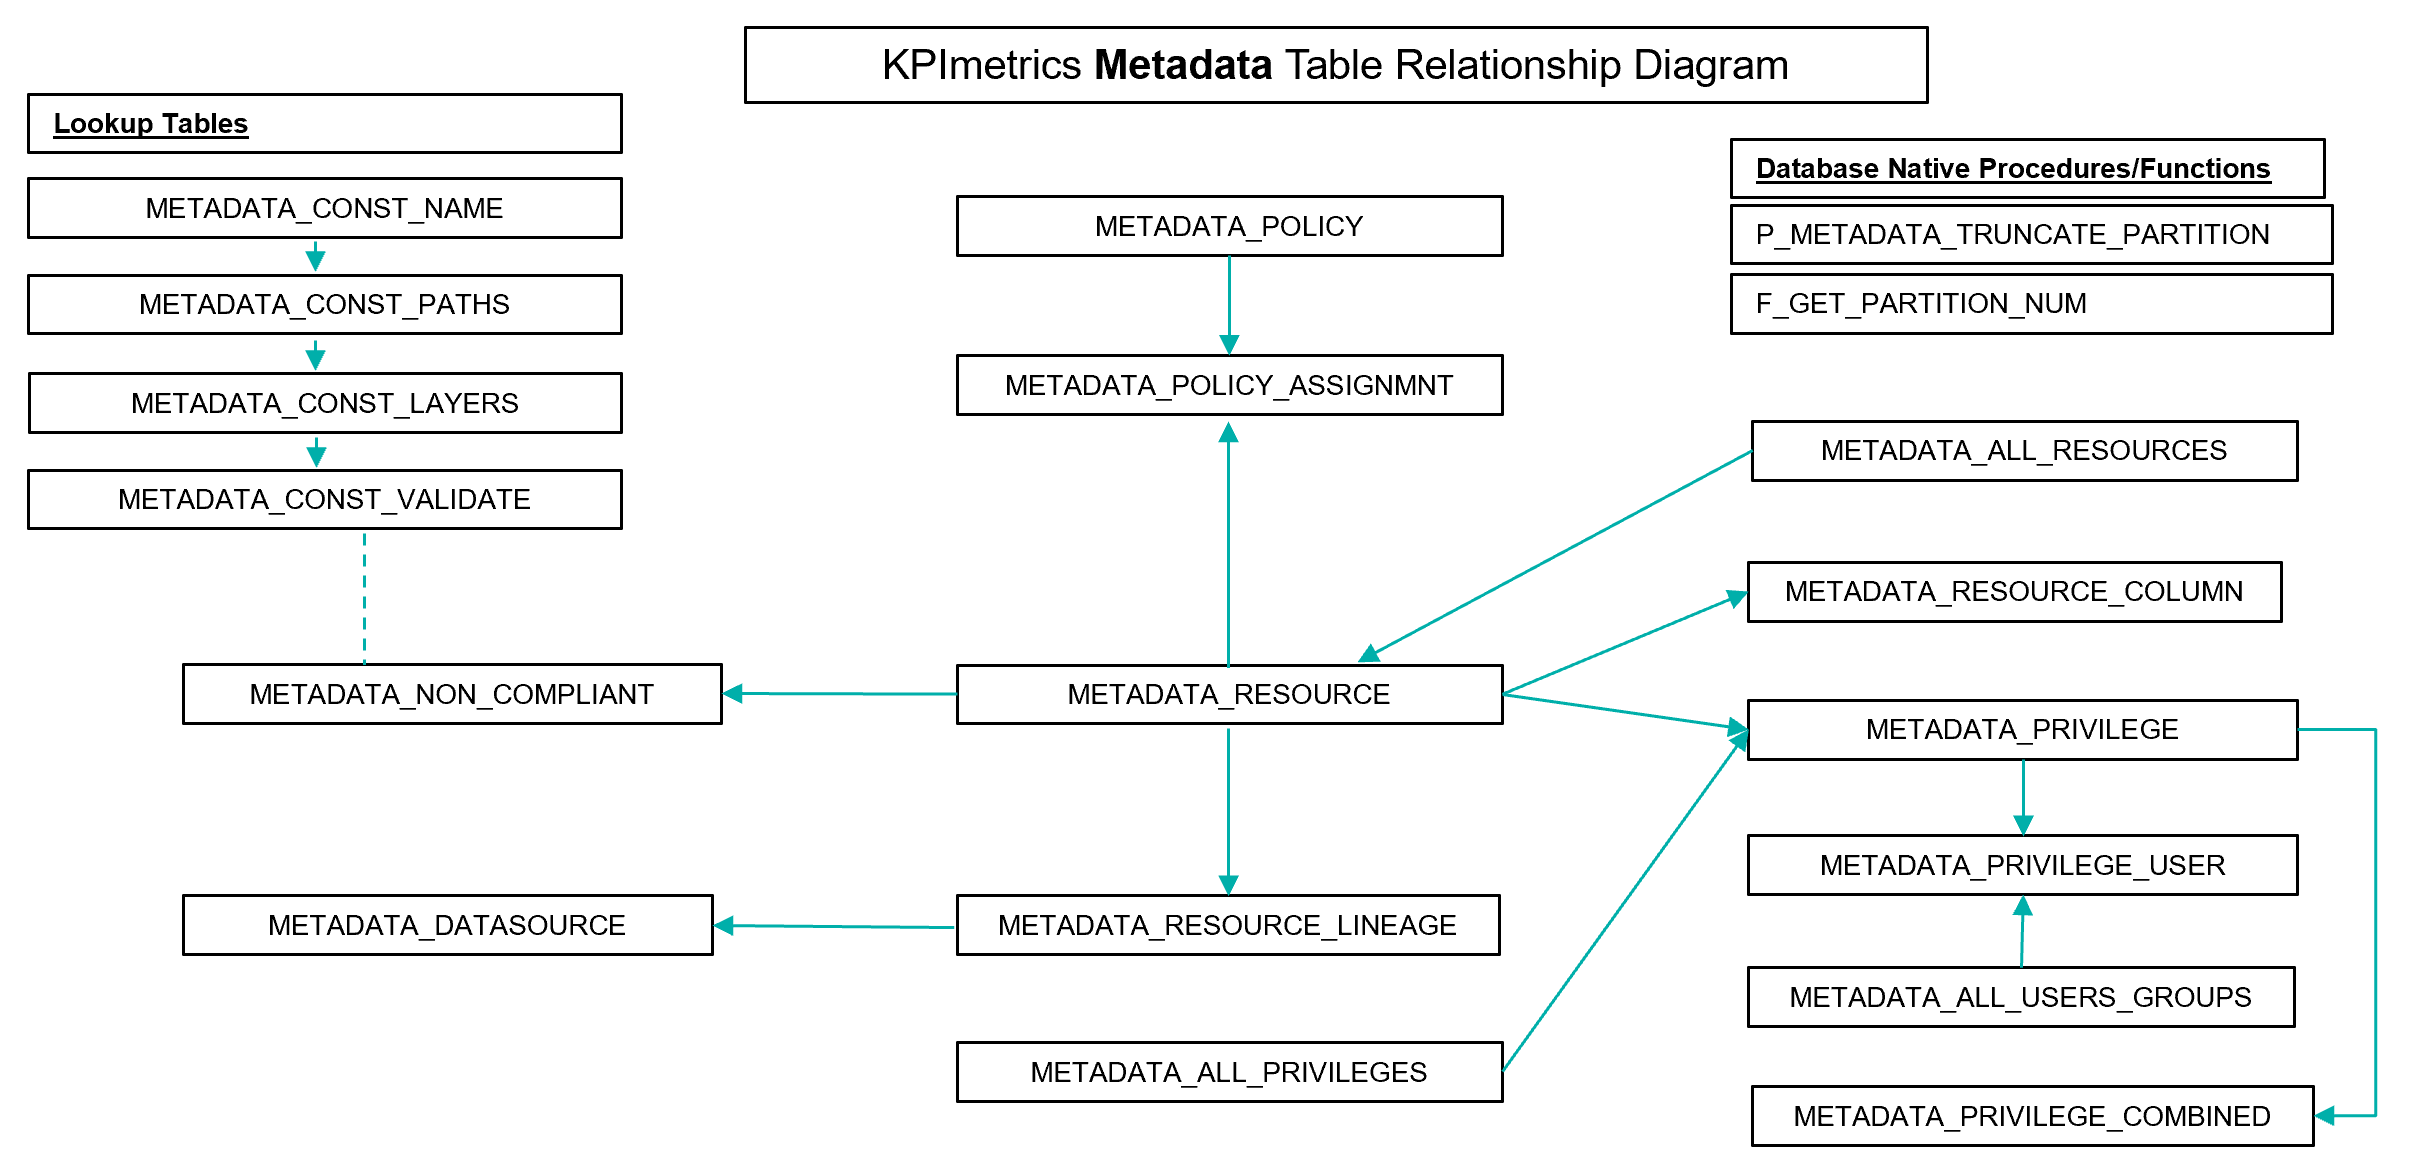 KPImetrics Metadata Table Relationship Diagram
Lookup Tables
METADATA_CONST_NAME
METADATA_CONST_PATHS
METADATA_CONST_LAYERS
METADATA_CONST_VALIDATE
METADATA_POLICY
METADATA_POLICY_ASSIGNMNT
Database Native Procedures/Functions
P_METADATA_TRUNCATE_PARTITION
F_GET_PARTITION_NUM
METADATA_ALL_RESOURCES
METADATA_RESOURCE_COLUMN
METADATA_NON_COMPLIANT
METADATA_RESOURCE
METADATA_PRIVILEGE
METADATA_PRIVILEGE_USER
METADATA_DATASOURCE
METADATA_RESOURCE_LINEAGE
METADATA_ALL_USERS_GROUPS
METADATA_ALL_PRIVILEGES
METADATA_PRIVILEGE_COMBINED